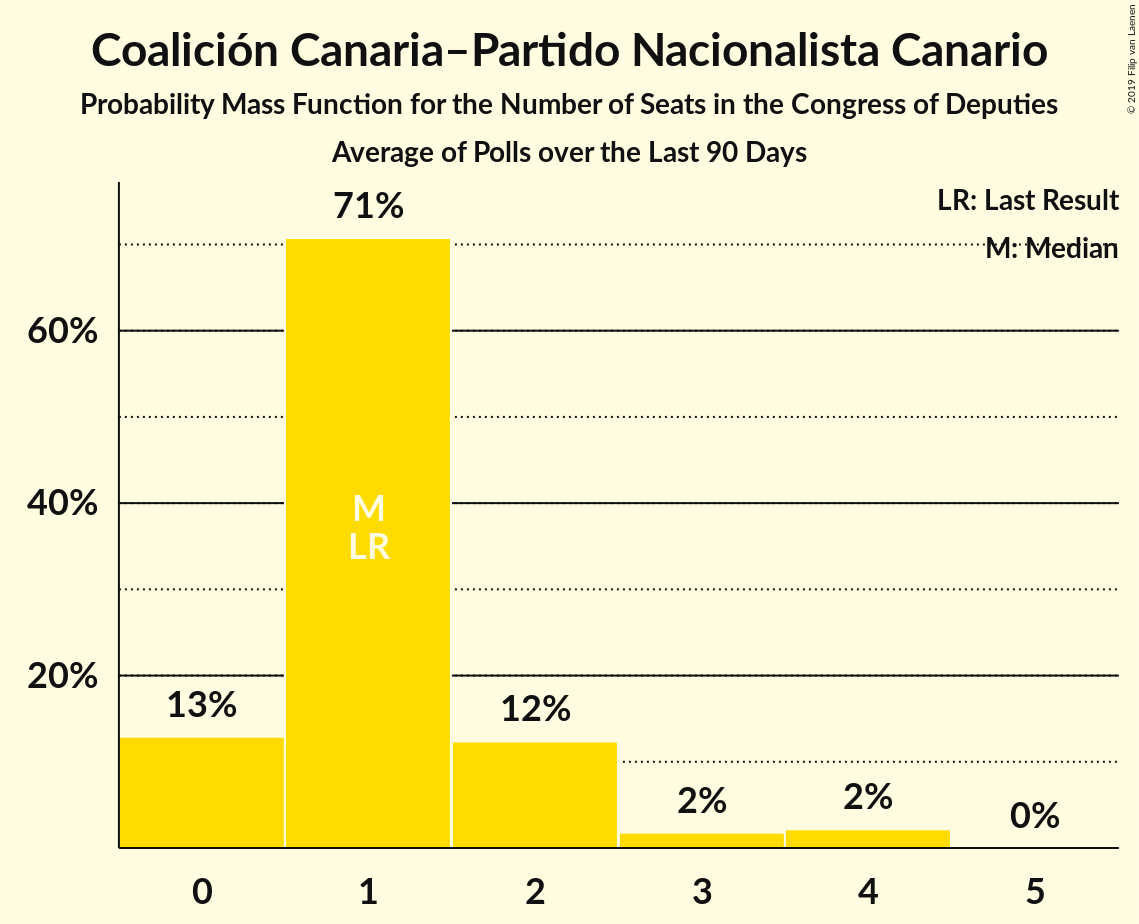 Coalición Canaria–Partido Nacionalista Canario
Probability Mass Function for the Number of Seats in the Congress of Deputies
Average of Polls over the Last 90 Days
© 2019 Filip van Laenen
LR: Last Result
M: Median
71%
60%
40%
20%
M
LR
13%
12%
2%
2%
0%
0 1 2 3 4 5